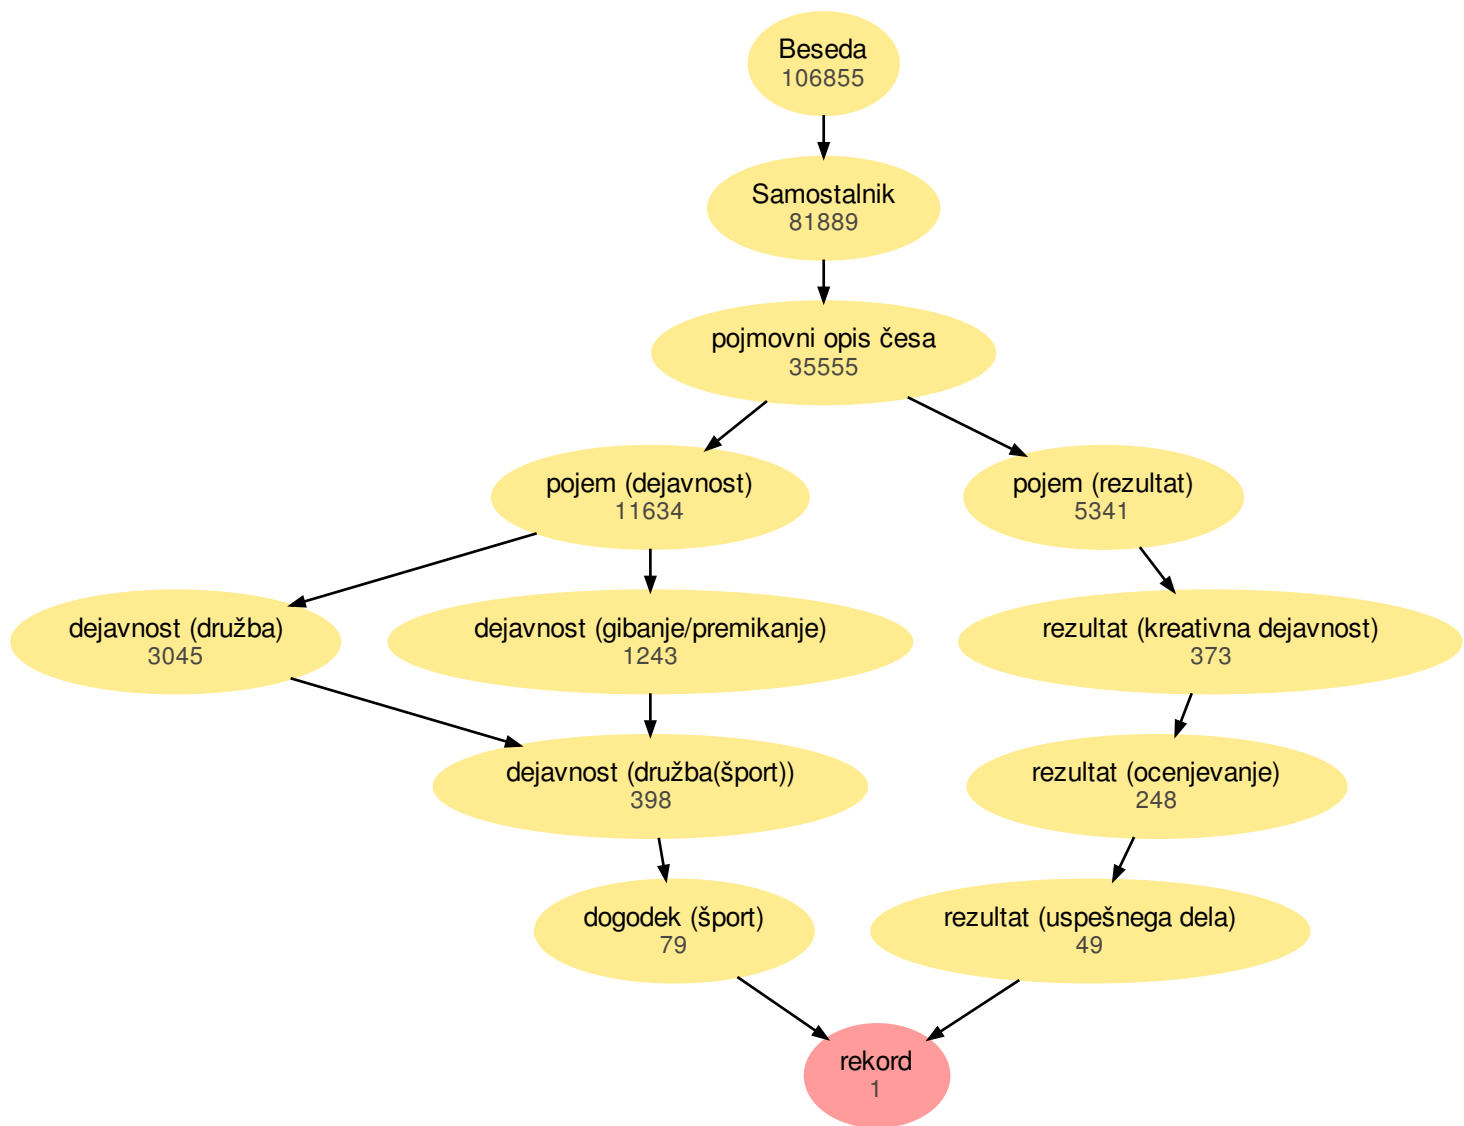 Beseda
106855
Samostalnik
81889
pojmovni opis česa
35555
pojem (dejavnost)
11634
pojem (rezultat)
5341
dejavnost (družba)
3045
dejavnost (gibanje/premikanje)
1243
rezultat (kreativna dejavnost)
373
dejavnost (družba(šport))
398
rezultat (ocenjevanje)
248
dogodek (šport)
79
rezultat (uspešnega dela)
49
rekord
1